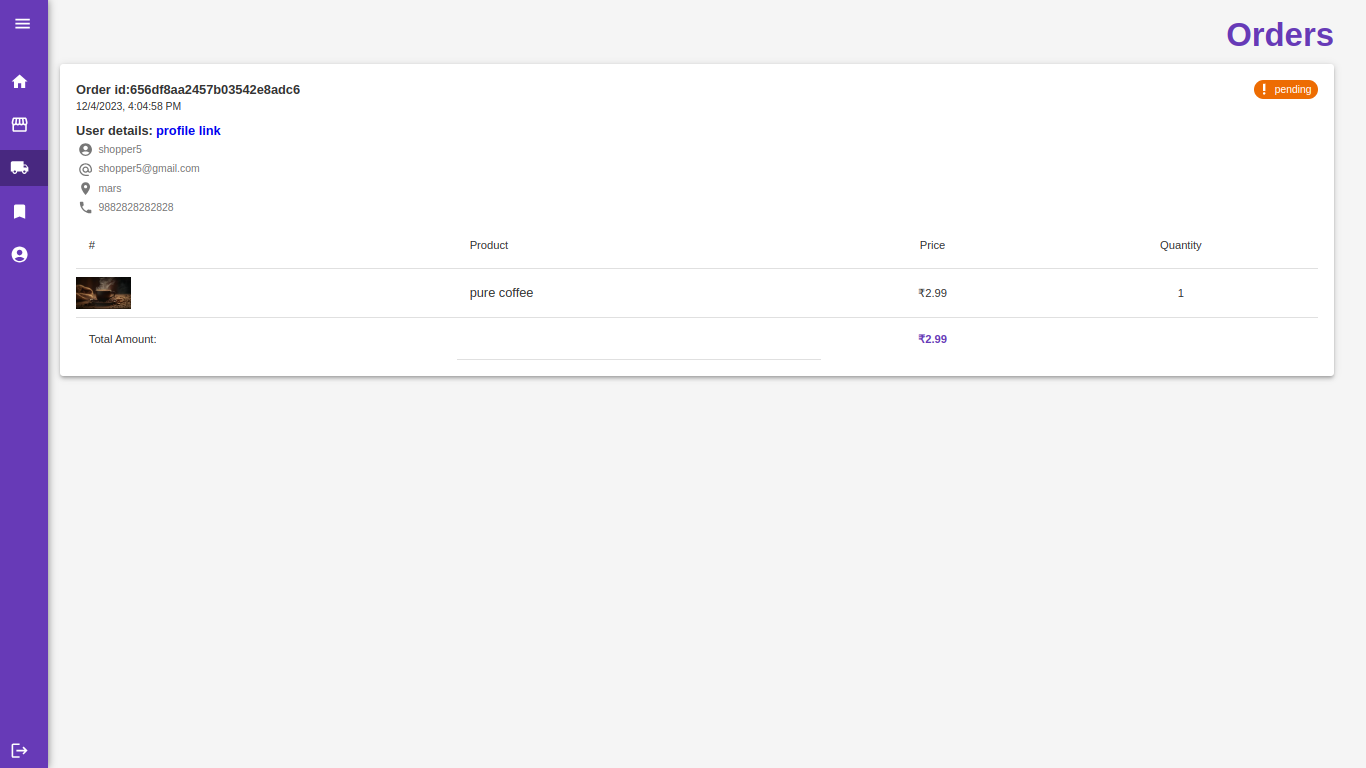 Orders
Order id:656df8aa2457b03542e8adc6
pending
12/4/2023, 4:04:58 PM
User details: profile link
shopper5
shopper5@gmail.com
mars
9882828282828
# Product Price Quantity
pure coffee ₹2.99 1
Total Amount: ₹2.99